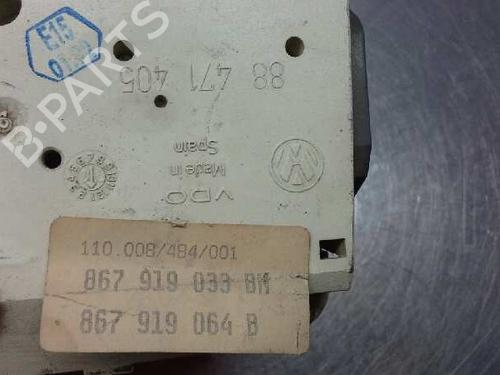 E15
B-PARTS
88 471 405
Made in
Spain
VDO
110.008/484/001
867 919 033 BM
867 919 064 B